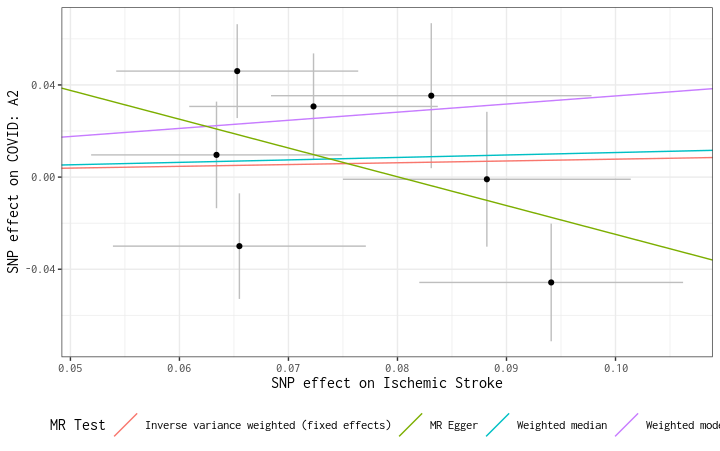 SNP effect on COVID: A2
0.04
0.00
-0.04
0.05 0.06 0.07 0.08 0.09 0.10
SNP effect on Ischemic Stroke
MR Test Inverse variance weighted (fixed effects) MR Egger Weighted median Weighted mode